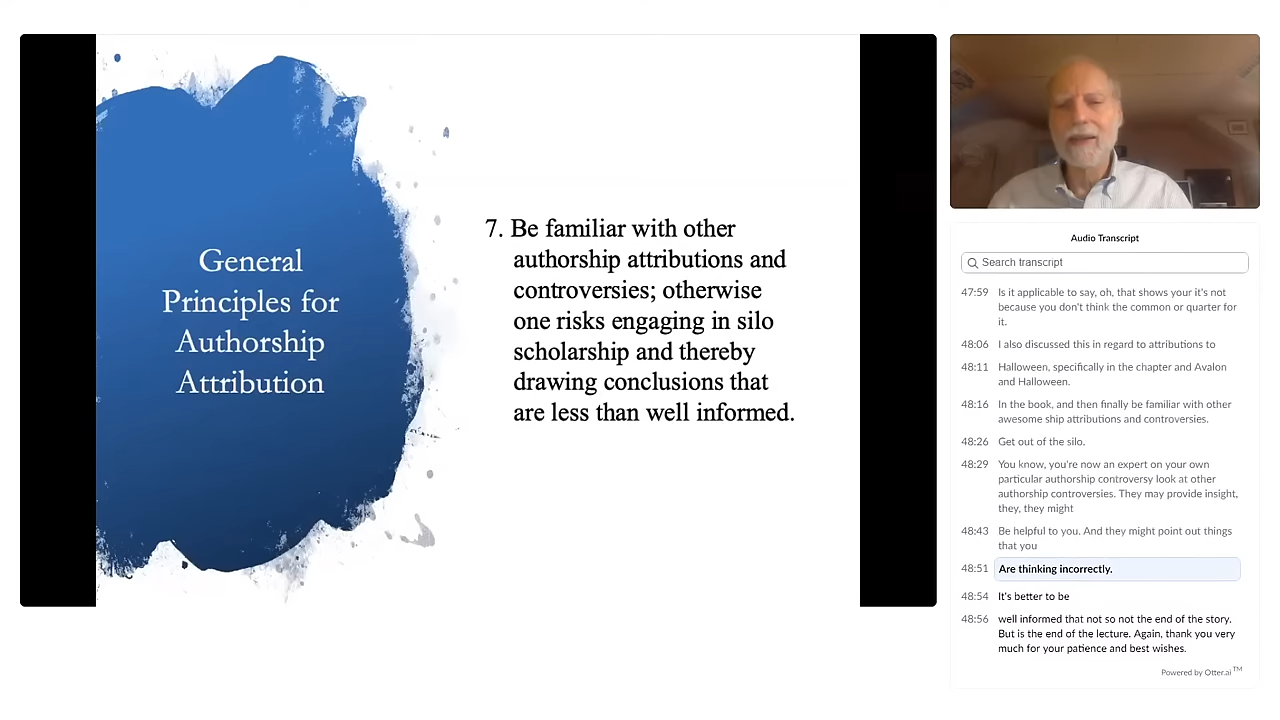 General
Principles for
Authorship
Attribution
7. Be familiar with other
authorship attributions and
controversies; otherwise
one risks engaging in silo
scholarship and thereby
drawing conclusions that
are less than well informed.
Audio Transcript
Search transcript
47:59 Is it applicable to say, oh, that shows your it's not
because you don't think the common or quarter for
it.
48:06 I also discussed this in regard to attributions to
48:11 Halloween, specifically in the chapter and Avalon
and Halloween.
48:16 In the book, and then finally be familiar with other
awesome ship attributions and controversies.
48:26 Get out of the silo.
48:29 You know, you're now an expert on your own
particular authorship controversy look at other
authorship controversies. They may provide insight,
they, they might
48:43 Be helpful to you. And they might point out things
that you
48:51 Are thinking incorrectly.
48:54 It's better to be
48:56 well informed that not so not the end of the story.
But is the end of the lecture. Again, thank you very
much for your patience and best wishes.
Powered by Otter.ai TM